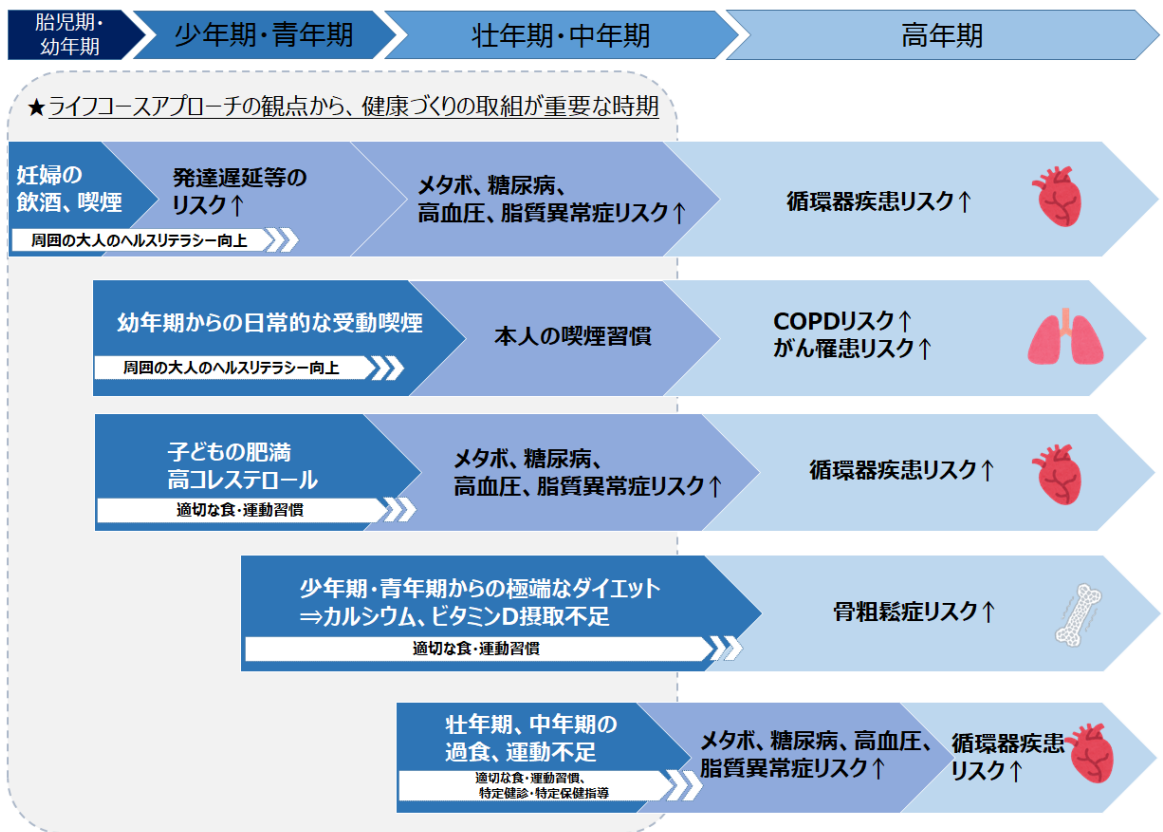 胎児期・
幼年期
少年期・青年期
壮年期・中年期
高年期
★ライフコースアプローチの観点から、健康づくりの取組が重要な時期
妊婦の
飲酒、喫煙
周囲の大人のヘルスリテラシー向上
発達遅延等の
リスク↑
メタボ、糖尿病、
高血圧、脂質異常症リスク↑
循環器疾患リスク↑
幼年期からの日常的な受動喫煙
周囲の大人のヘルスリテラシー向上
本人の喫煙習慣
COPDリスク↑
がん罹患リスク↑
子どもの肥満
高コレステロール
適切な食・運動習慣
メタボ、糖尿病、
高血圧、脂質異常症リスク↑
循環器疾患リスク↑
少年期・青年期からの極端なダイエット
⇒カルシウム、ビタミンD摂取不足
適切な食・運動習慣
骨粗鬆症リスク↑
壮年期、中年期の
過食、運動不足
適切な食・運動習慣、
特定健診・特定保健指導
メタボ、糖尿病、高血圧、
脂質異常症リスク↑
循環器疾患
リスク↑